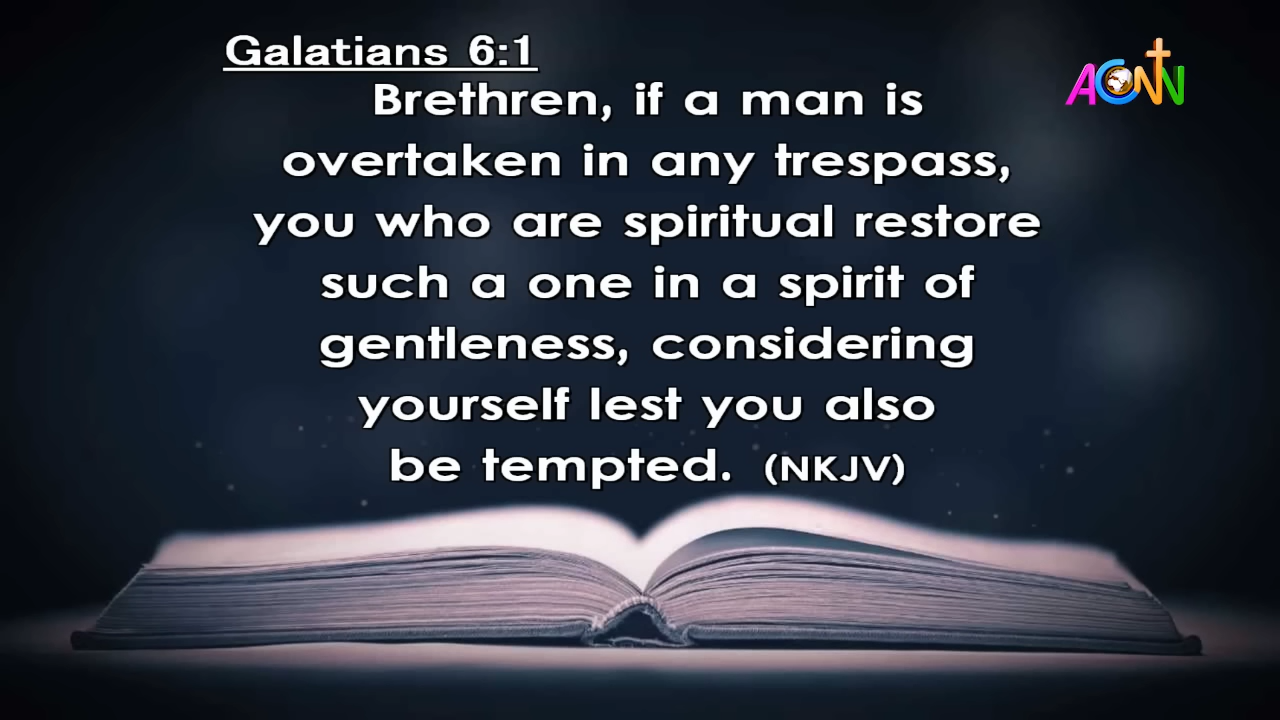 Galatians 6:1
ACNN
Brethren, if a man is
overtaken in any trespass,
you who are spiritual restore
such a one in a spirit of
gentleness, considering
yourself lest you also
be tempted. (NKJV)